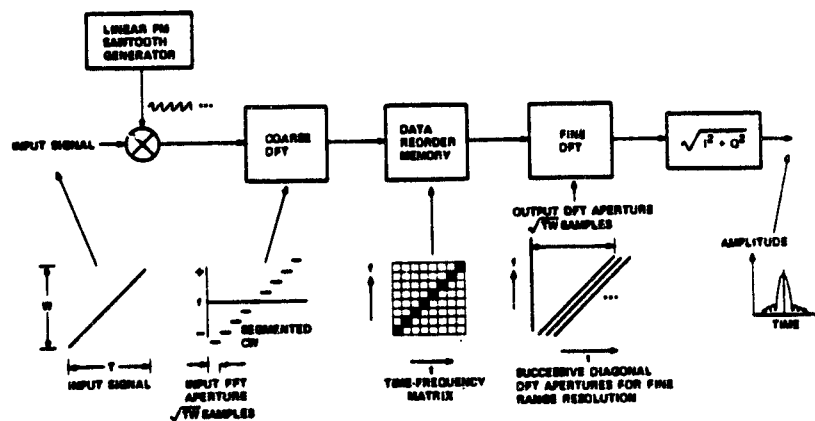 LINEAR FM
SAWTOOTH
GENERATOR
INPUT SIGNAL
COARSE
DFT
DATA
REORDER
MEMORY
FINE
DFT
√I² + Q²
OUTPUT DFT APERTURE
√TW SAMPLES
AMPLITUDE
W
T
INPUT SIGNAL
+
f
−
SEGMENTED
CW
INPUT FFT
APERTURE
√TW SAMPLES
f
t
TIME-FREQUENCY
MATRIX
f
...
t
SUCCESSIVE DIAGONAL
DFT APERTURES FOR FINE
RANGE RESOLUTION
TIME